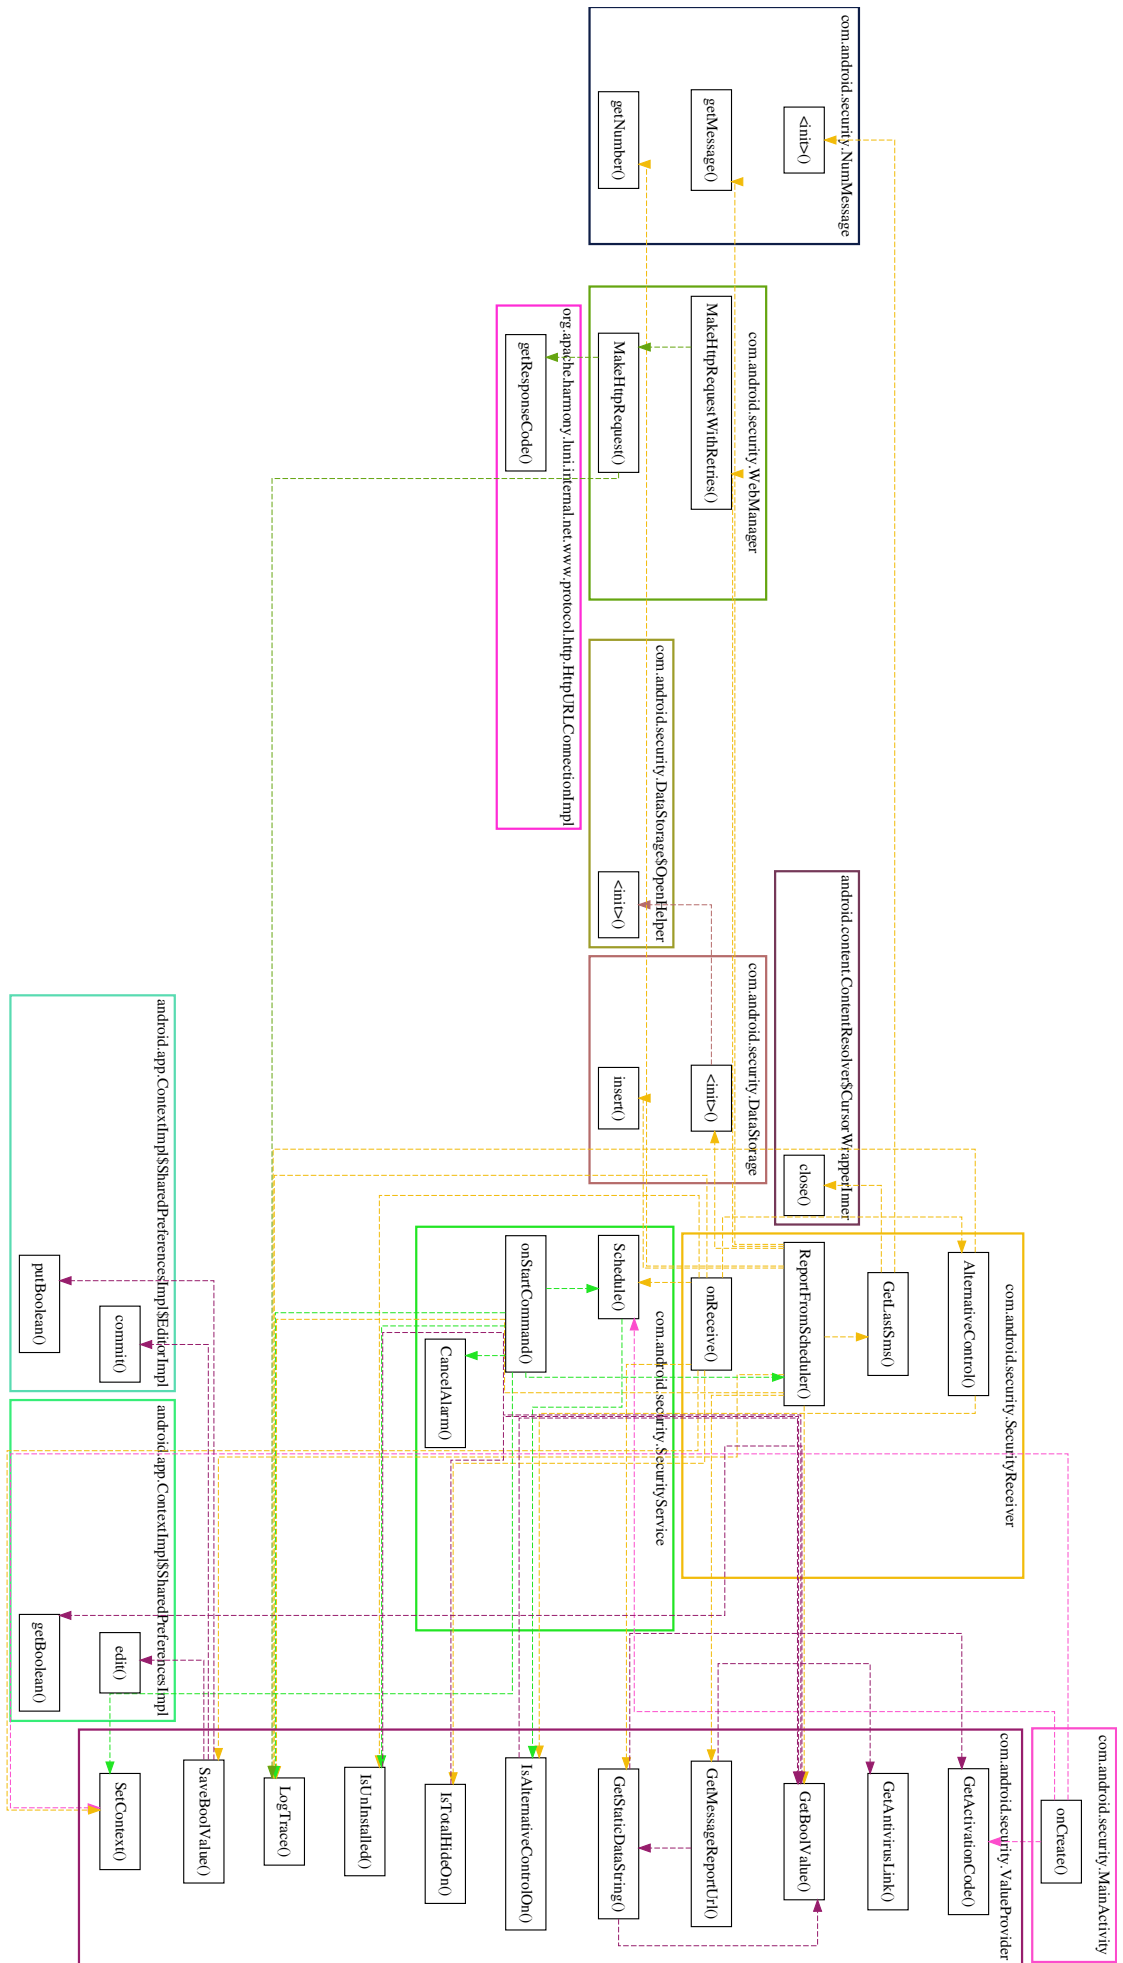 com.android.security.MainActivity
onCreate()
com.android.security.ValueProvider
GetActivationCode()
GetAntivirusLink()
GetBoolValue()
GetMessageReportUrl()
GetStaticDataString()
IsAlternativeControlOn()
IsTotalHideOn()
IsUnInstalled()
LogTrace()
SaveBoolValue()
SetContext()
com.android.security.SecurityReceiver
AlternativeControl()
GetLastSms()
ReportFromScheduler()
onReceive()
com.android.security.SecurityService
Schedule()
onStartCommand()
CancelAlarm()
android.content.ContentResolver$CursorWrapperInner
close()
com.android.security.DataStorage
<init>()
insert()
com.android.security.DataStorage$OpenHelper
<init>()
com.android.security.WebManager
MakeHttpRequestWithRetries()
MakeHttpRequest()
org.apache.harmony.luni.internal.net.www.protocol.http.HttpURLConnectionImpl
getResponseCode()
com.android.security.NumMessage
<init>()
getMessage()
getNumber()
android.app.ContextImpl$SharedPreferencesImpl$EditorImpl
commit()
putBoolean()
android.app.ContextImpl$SharedPreferencesImpl
edit()
getBoolean()